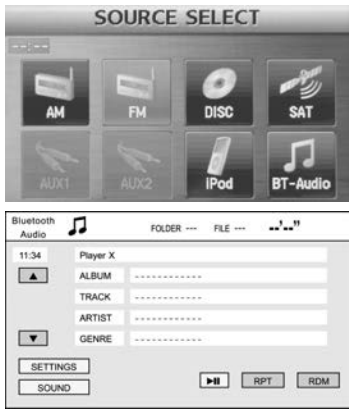 SOURCE SELECT
--:--
AM FM DISC SAT
AUX1 AUX2 iPod BT-Audio
Bluetooth Audio FOLDER --- FILE --- --'--"
11:34 Player X
ALBUM ------------
TRACK ------------
ARTIST ------------
GENRE ------------
SETTINGS
SOUND RPT RDM